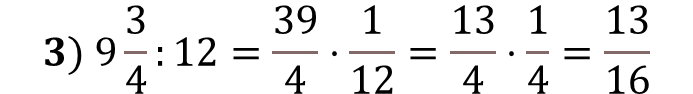 3) 9 3/4 : 12 = 39/4 · 1/12 = 13/4 · 1/4 = 13/16